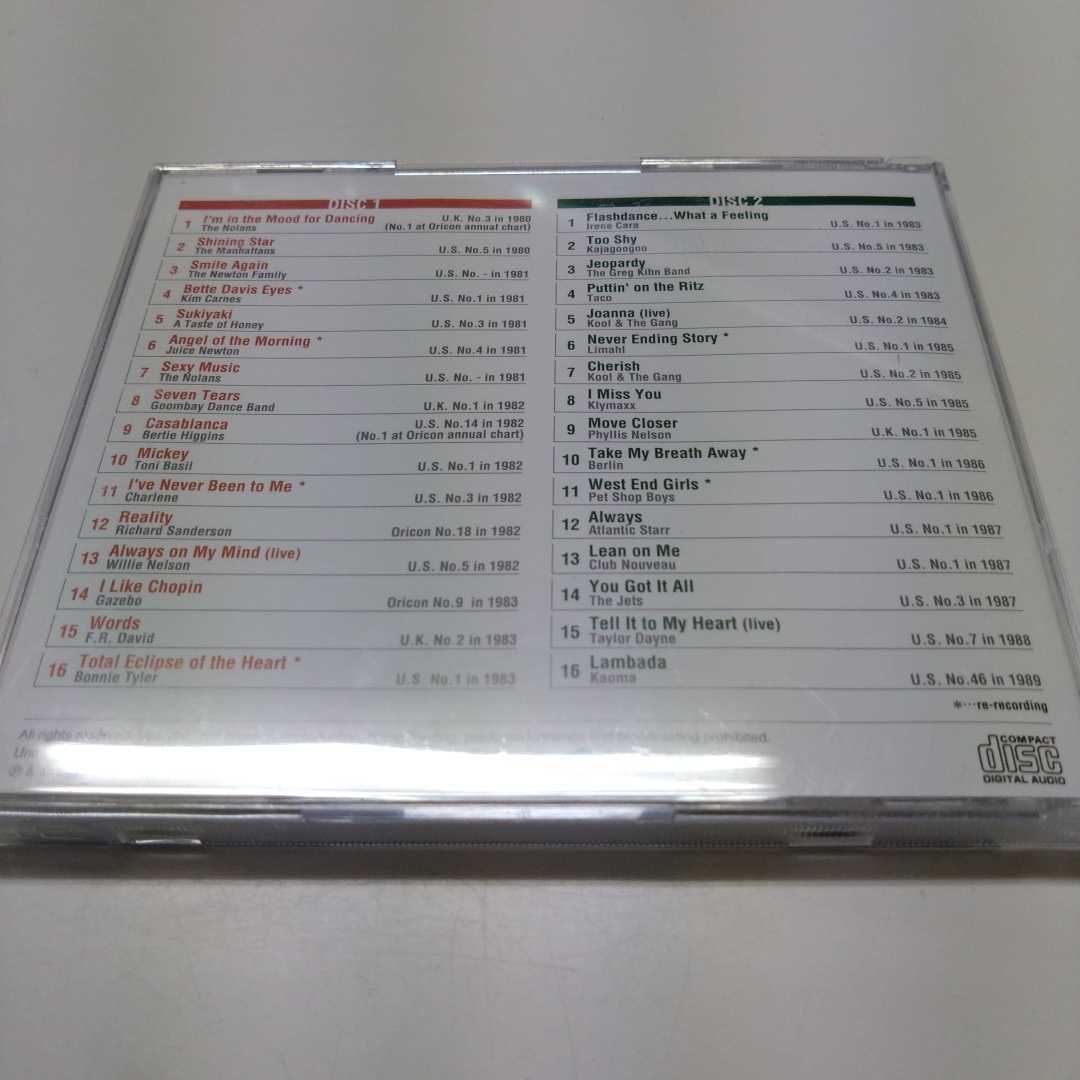 DISC 1
1 I'm in the Mood for Dancing U.K. No.3 in 1980
The Nolans (No.1 at Oricon annual chart)
2 Shining Star
The Manhattans U.S. No.5 in 1980
3 Smile Again
The Newton Family U.S. No. - in 1981
4 Bette Davis Eyes *
Kim Carnes U.S. No.1 in 1981
5 Sukiyaki
A Taste of Honey U.S. No.3 in 1981
6 Angel of the Morning *
Juice Newton U.S. No.4 in 1981
7 Sexy Music
The Nolans U.S. No. - in 1981
8 Seven Tears
Goombay Dance Band U.K. No.1 in 1982
9 Casablanca U.S. No.14 in 1982
Bertie Higgins (No.1 at Oricon annual chart)
10 Mickey
Toni Basil U.S. No.1 in 1982
11 I've Never Been to Me *
Charlene U.S. No.3 in 1982
12 Reality
Richard Sanderson Oricon No.18 in 1982
13 Always on My Mind (live)
Willie Nelson U.S. No.5 in 1982
14 I Like Chopin
Gazebo Oricon No.9 in 1983
15 Words
F.R. David U.K. No.2 in 1983
16 Total Eclipse of the Heart *
Bonnie Tyler U.S. No.1 in 1983
DISC 2
1 Flashdance...What a Feeling
Irene Cara U.S. No.1 in 1983
2 Too Shy
Kajagoogoo U.S. No.5 in 1983
3 Jeopardy
The Greg Kihn Band U.S. No.2 in 1983
4 Puttin' on the Ritz
Taco U.S. No.4 in 1983
5 Joanna (live)
Kool & The Gang U.S. No.2 in 1984
6 Never Ending Story *
Limahl U.S. No.1 in 1985
7 Cherish
Kool & The Gang U.S. No.2 in 1985
8 I Miss You
Klymaxx U.S. No.5 in 1985
9 Move Closer
Phyllis Nelson U.K. No.1 in 1985
10 Take My Breath Away *
Berlin U.S. No.1 in 1986
11 West End Girls *
Pet Shop Boys U.S. No.1 in 1986
12 Always
Atlantic Starr U.S. No.1 in 1987
13 Lean on Me
Club Nouveau U.S. No.1 in 1987
14 You Got It All
The Jets U.S. No.3 in 1987
15 Tell It to My Heart (live)
Taylor Dayne U.S. No.7 in 1988
16 Lambada
Kaoma U.S. No.46 in 1989
*···re-recording
All rights prohibited.
COMPACT
disc
DIGITAL AUDIO